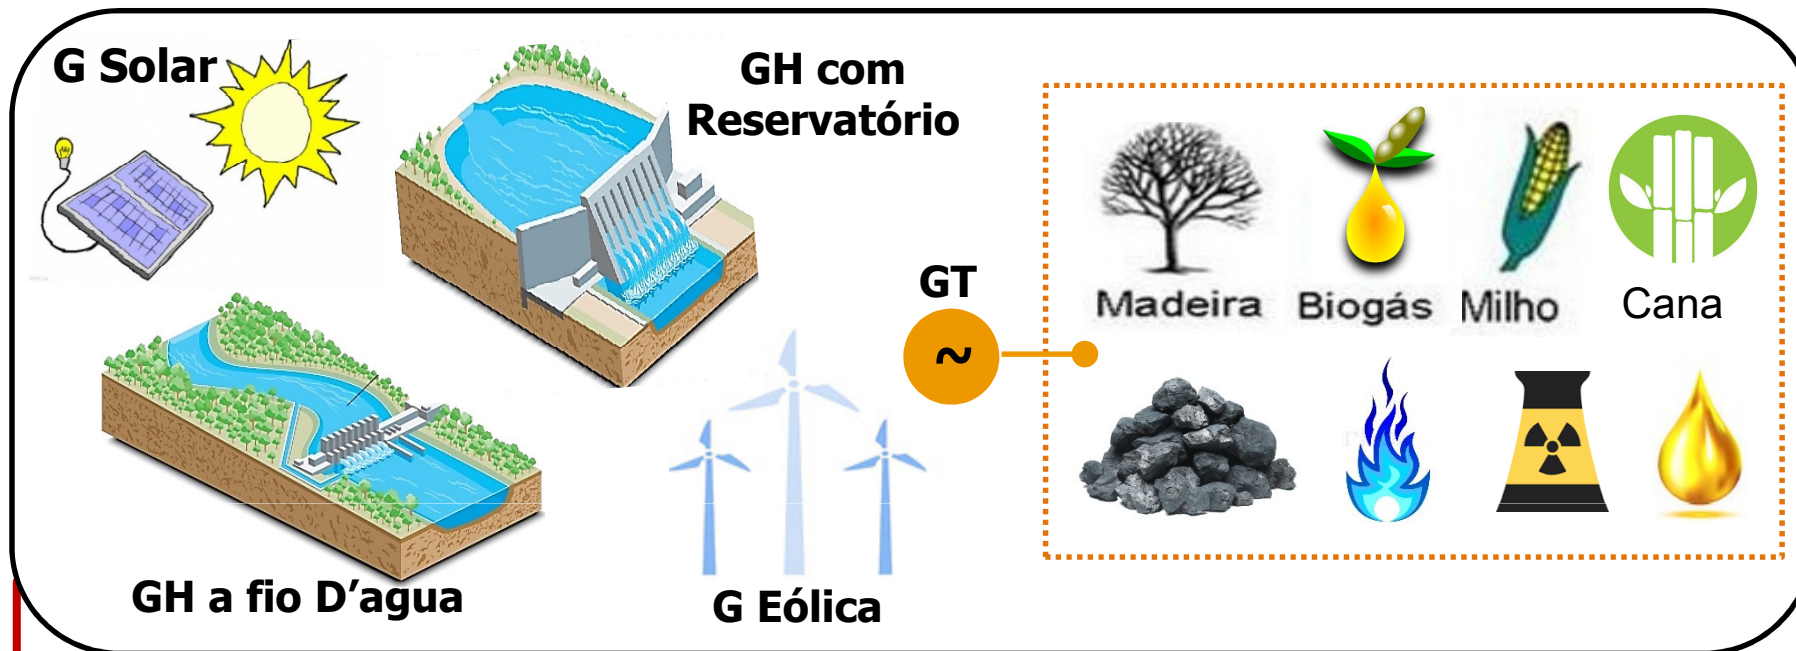 G Solar
GH com
Reservatório
GT
~
Madeira
Biogás
Milho
Cana
GH a fio D’agua
G Eólica